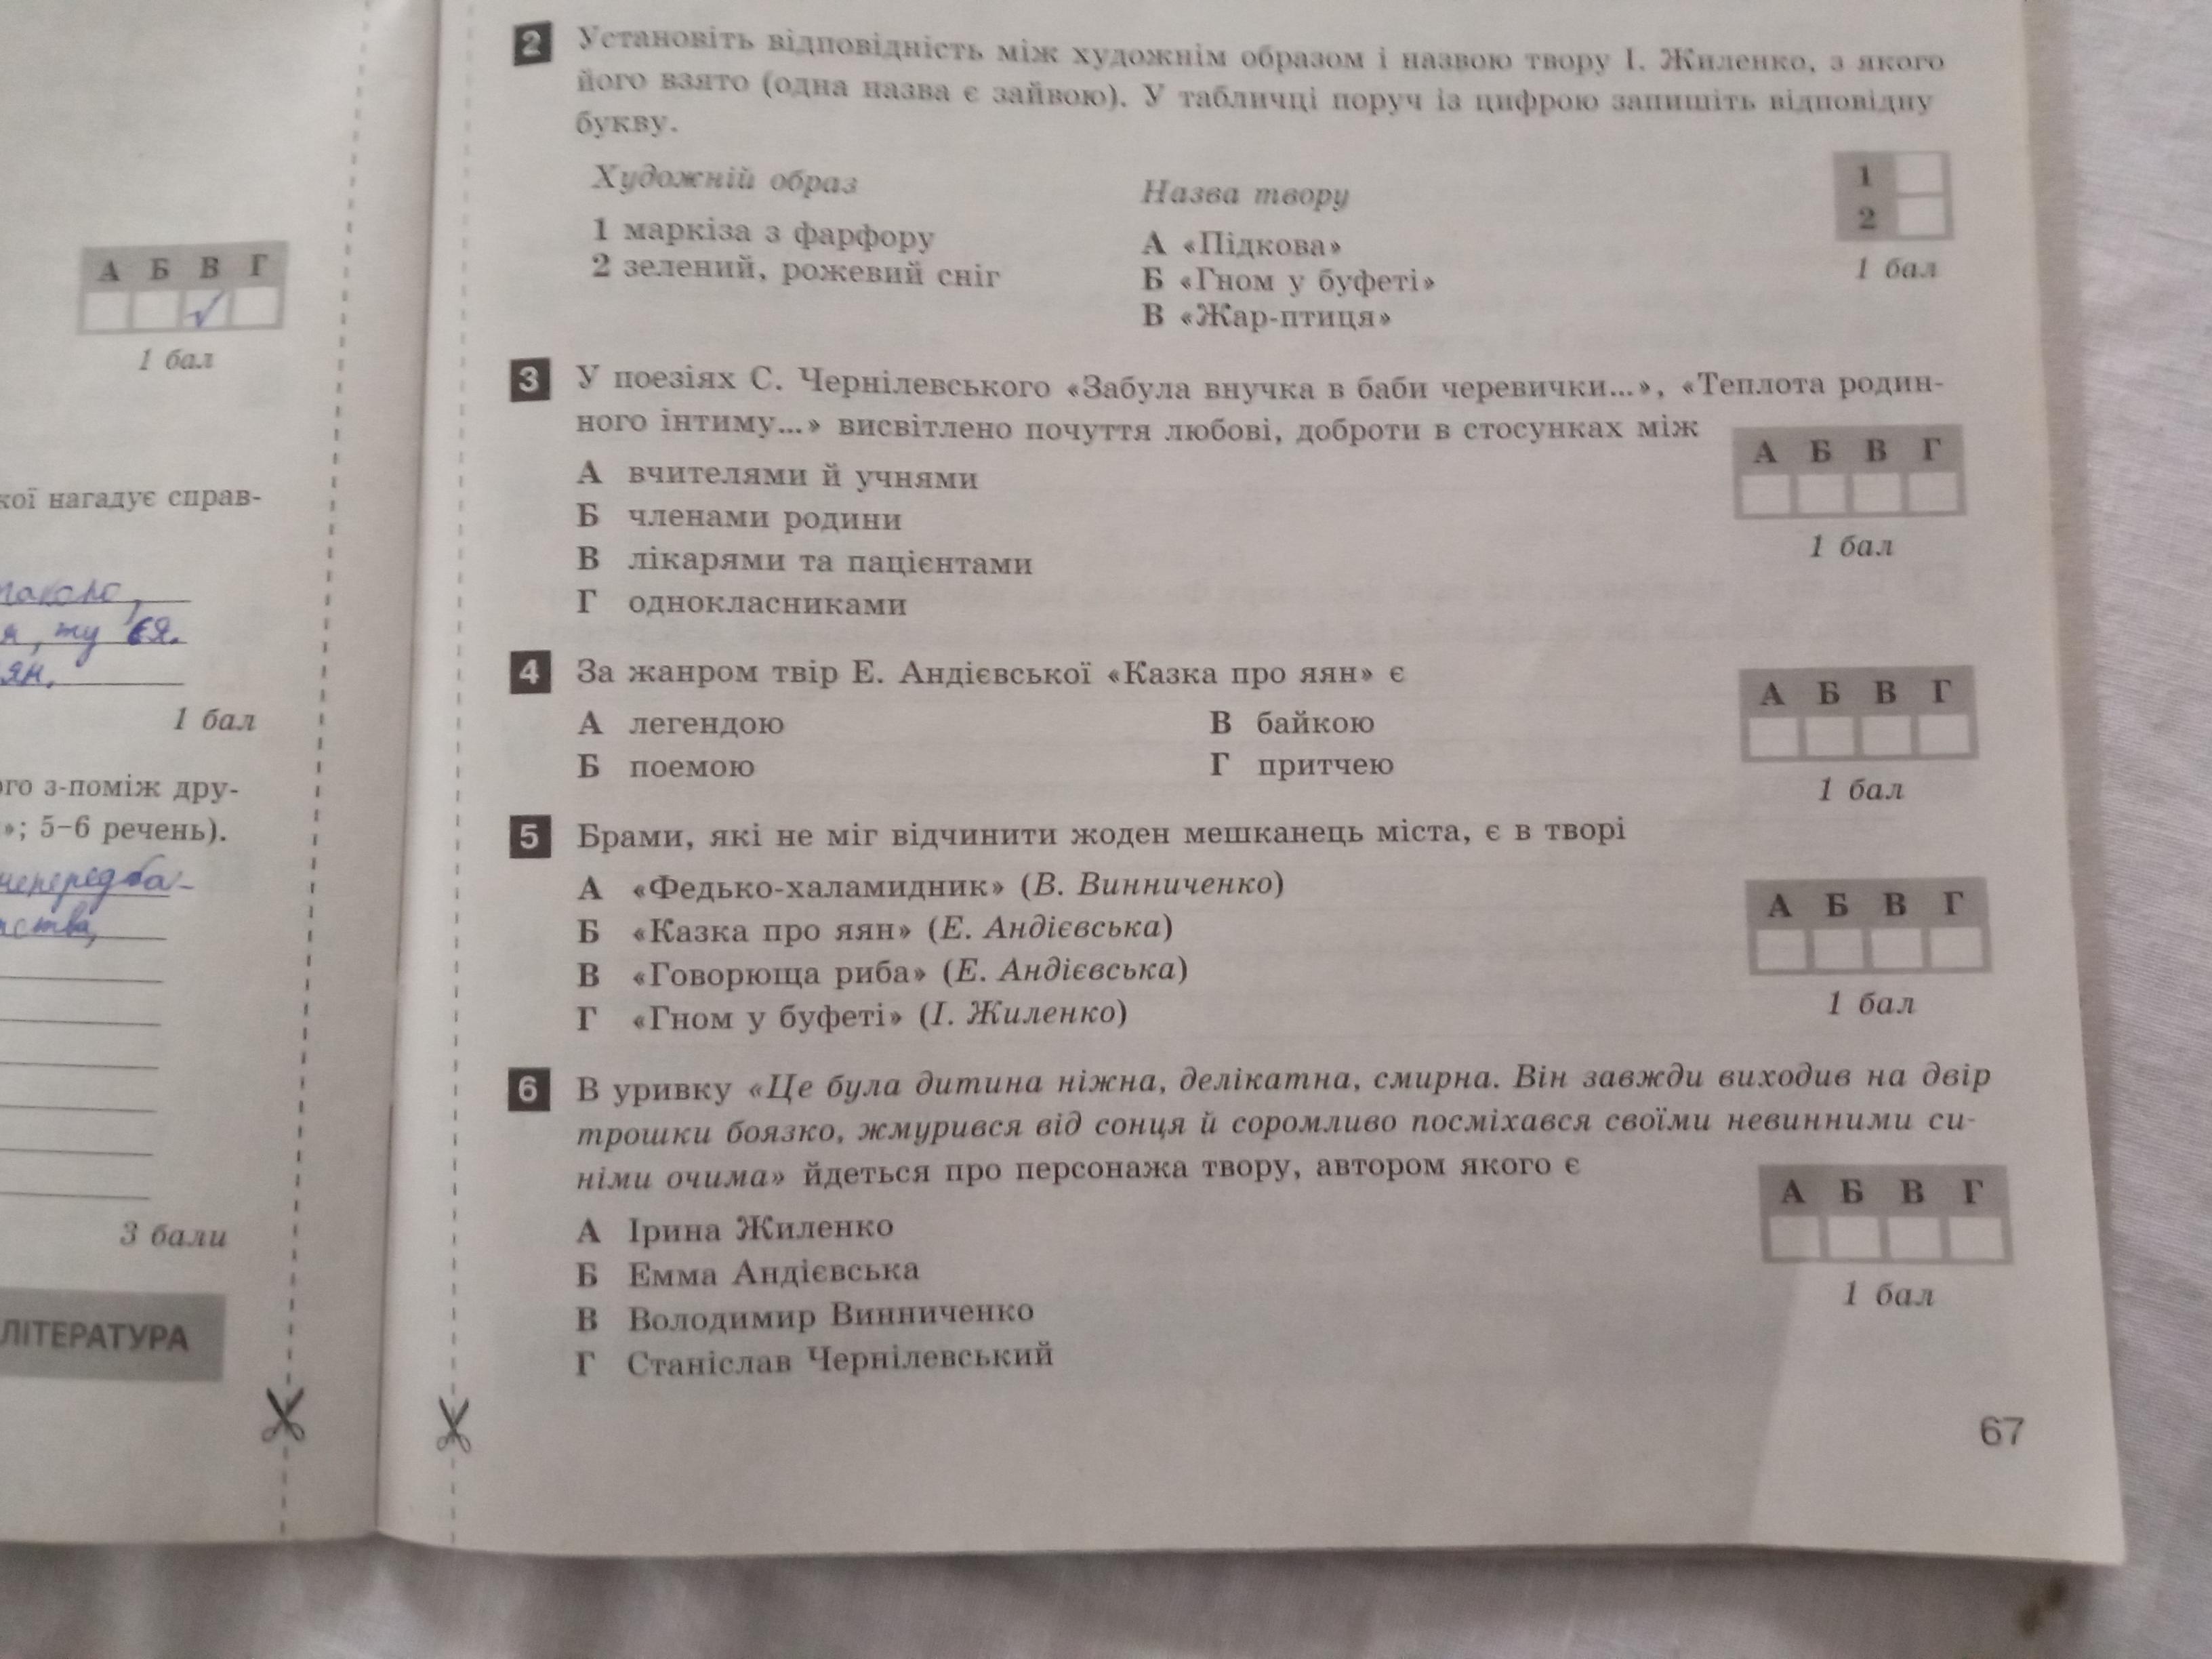 А Б В Г
1 бал
кої нагадує справ-
я, ту є я.
ян.
1 бал
ого з-поміж дру-
»; 5–6 речень).
3 бали
ЛІТЕРАТУРА
2 Установіть відповідність між художнім образом і назвою твору І. Жиленко, з якого
його взято (одна назва є зайвою). У табличці поруч із цифрою запишіть відповідну
букву.
Художній образ
1 маркіза з фарфору
2 зелений, рожевий сніг
Назва твору
А «Підкова»
Б «Гном у буфеті»
В «Жар-птиця»
1
2
1 бал
3 У поезіях С. Чернілевського «Забула внучка в баби черевички...», «Теплота родин-
ного інтиму...» висвітлено почуття любові, доброти в стосунках між
А вчителями й учнями
Б членами родини
В лікарями та пацієнтами
Г однокласниками
А Б В Г
1 бал
4 За жанром твір Е. Андієвської «Казка про яян» є
А легендою
Б поемою
В байкою
Г притчею
А Б В Г
1 бал
5 Брами, які не міг відчинити жоден мешканець міста, є в творі
А «Федько-халамидник» (В. Винниченко)
Б «Казка про яян» (Е. Андієвська)
В «Говорюща риба» (Е. Андієвська)
Г «Гном у буфеті» (І. Жиленко)
А Б В Г
1 бал
6 В уривку «Це була дитина ніжна, делікатна, смирна. Він завжди виходив на двір
трошки боязко, жмурився від сонця й соромливо посміхався своїми невинними си-
німи очима» йдеться про персонажа твору, автором якого є
А Ірина Жиленко
Б Емма Андієвська
В Володимир Винниченко
Г Станіслав Чернілевський
А Б В Г
1 бал
67